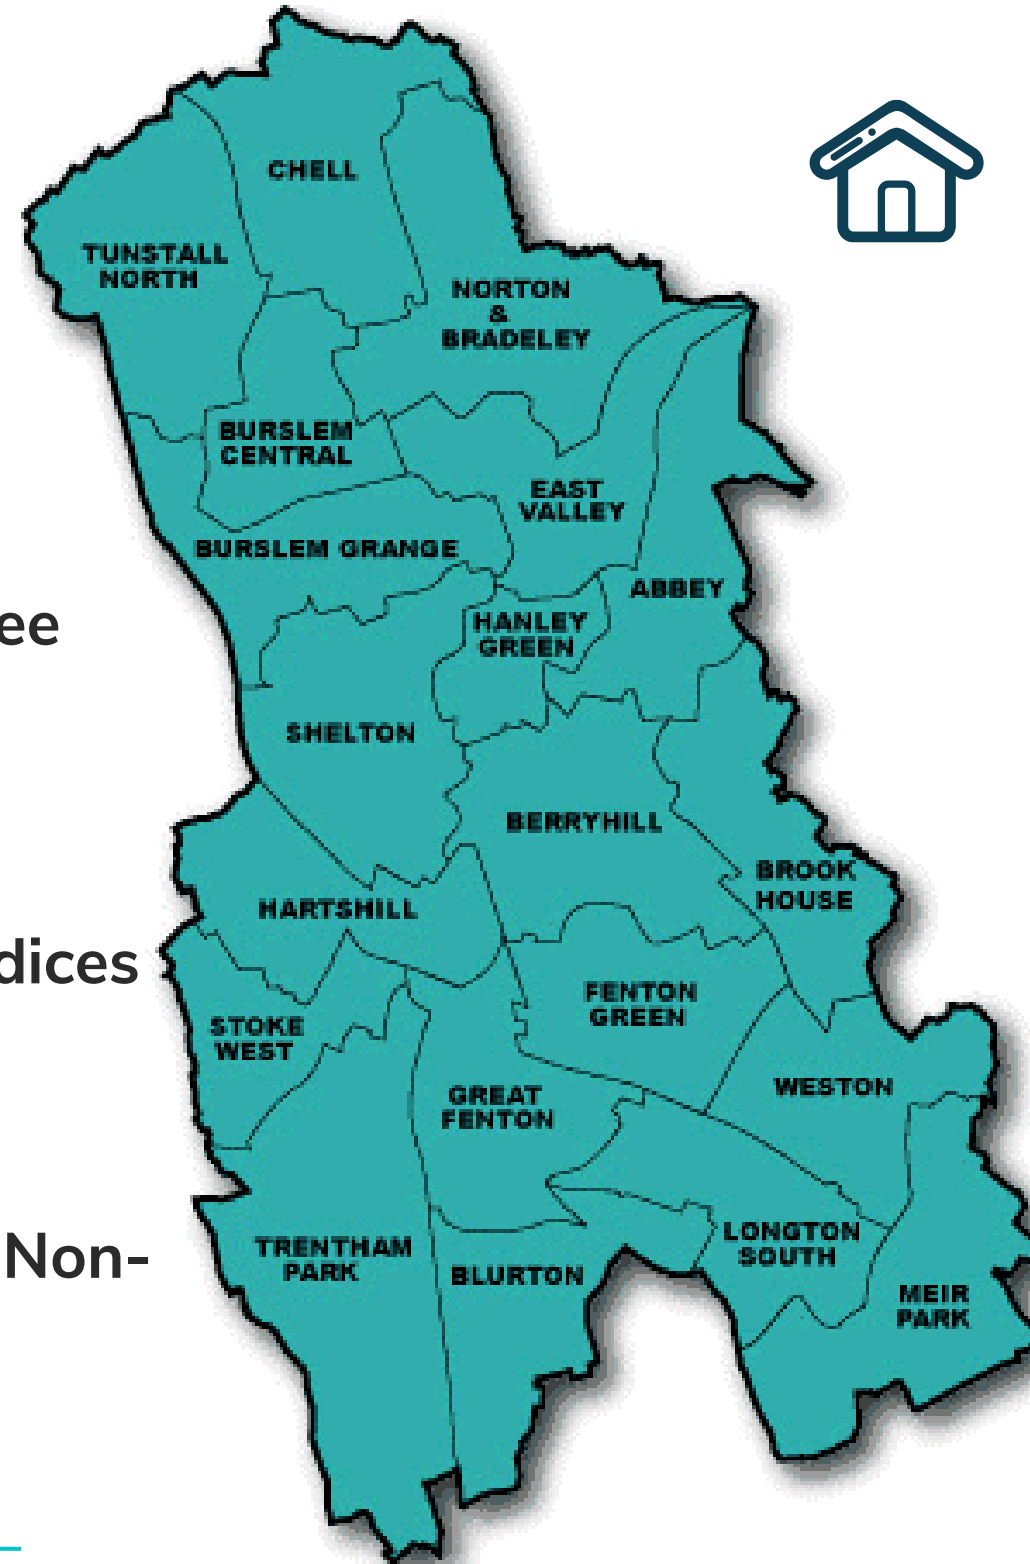 CHELL
TUNSTALL
NORTH
NORTON
&
BRADELEY
BURSLEM
CENTRAL
EAST
VALLEY
BURSLEM GRANGE
ABBEY
ee
HANLEY
GREEN
SHELTON
BERRYHILL
BROOK
HOUSE
HARTSHILL
dices
FENTON
GREEN
STOKE
WEST
WESTON
GREAT
FENTON
LONGTON
SOUTH
Non-
TRENTHAM
PARK
BLURTON
MEIR
PARK